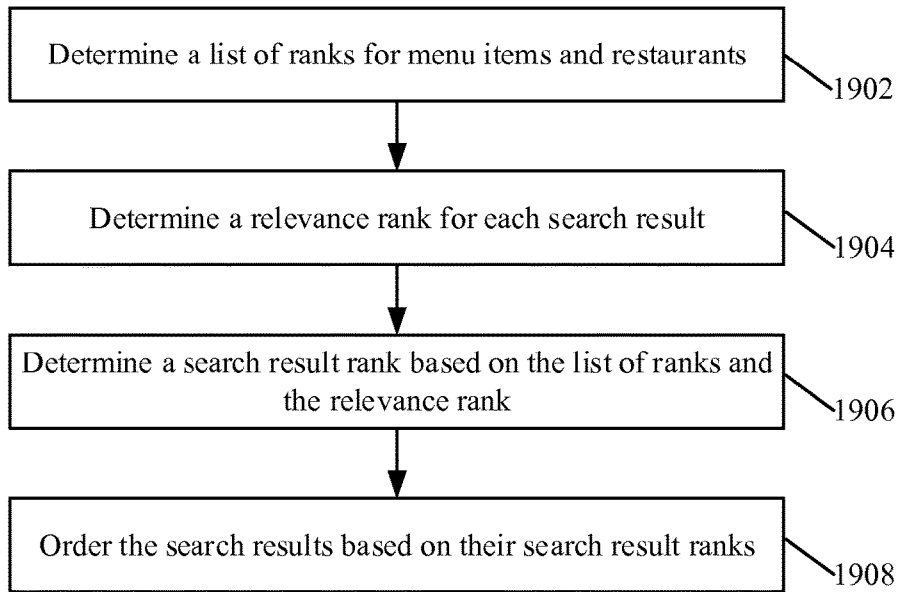 Determine a list of ranks for menu items and restaurants
1902
Determine a relevance rank for each search result
1904
Determine a search result rank based on the list of ranks and
the relevance rank
1906
Order the search results based on their search result ranks
1908